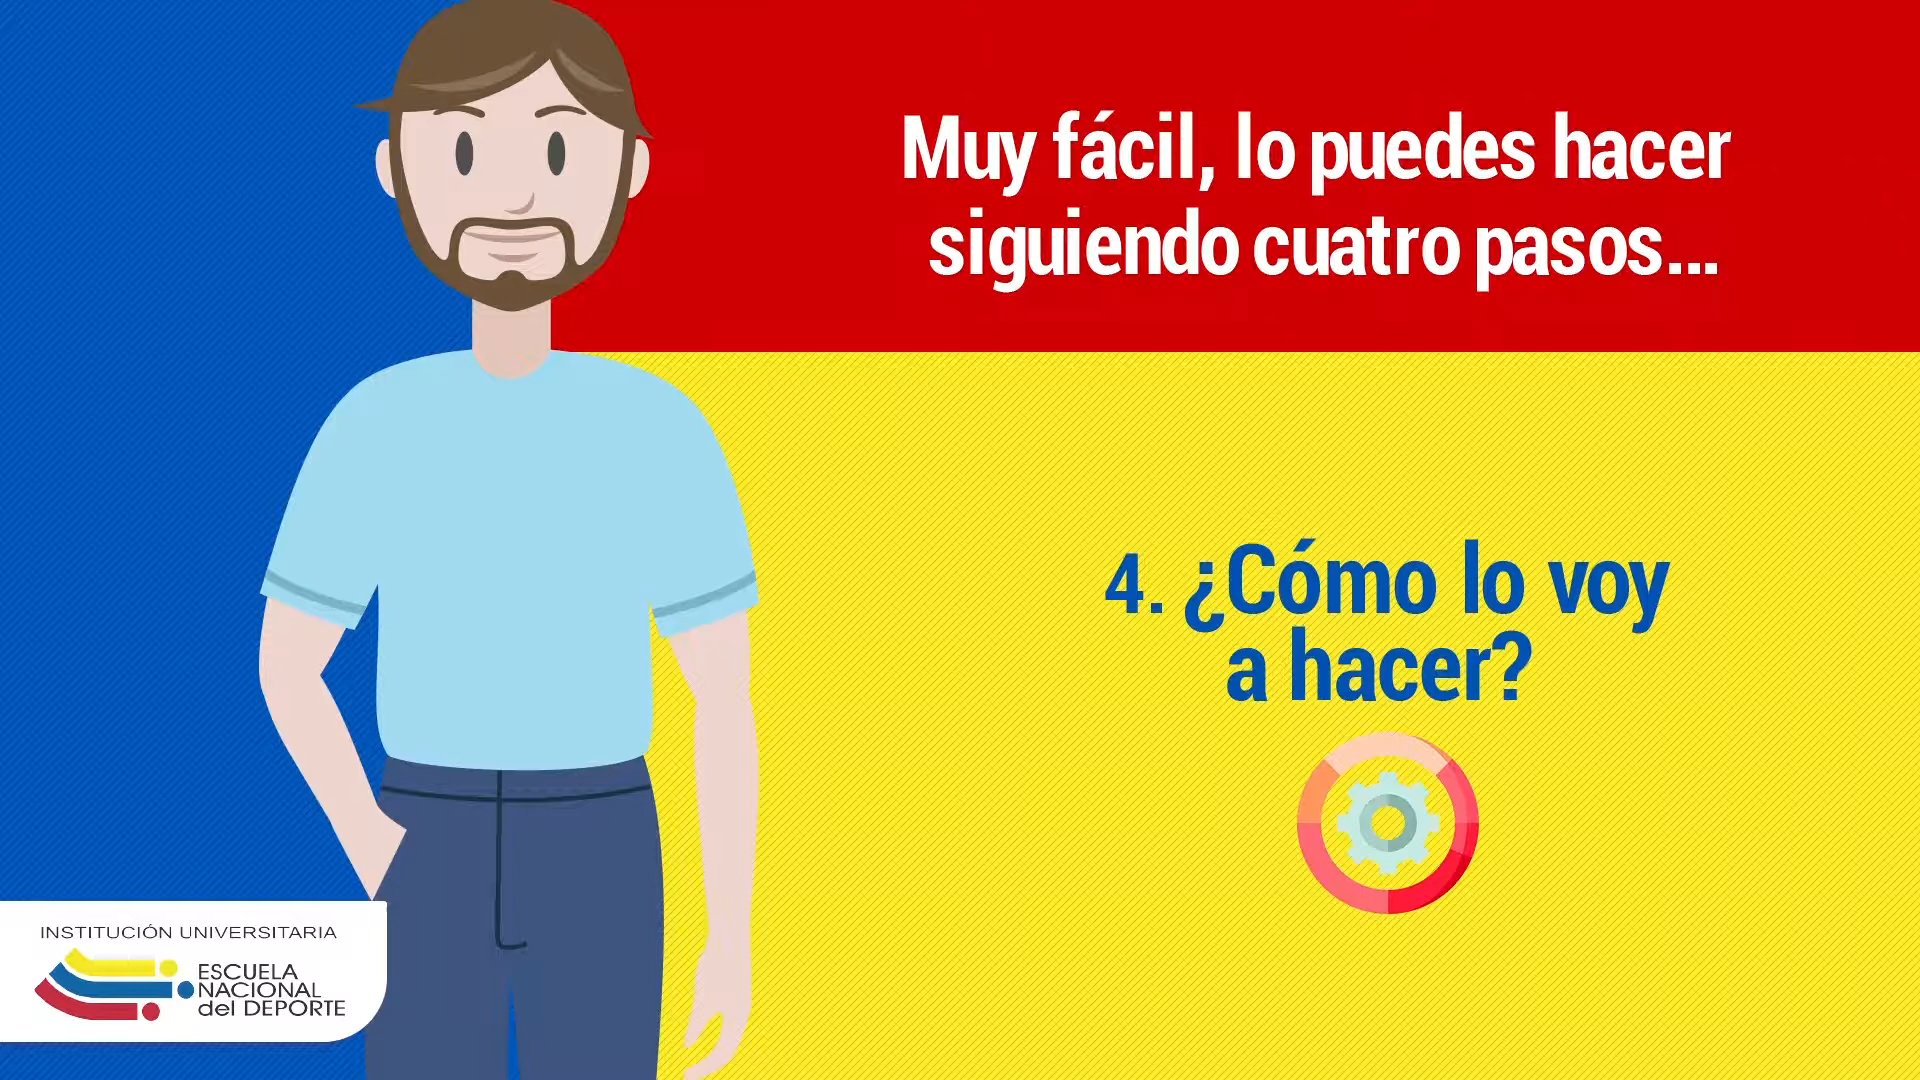 Muy fácil, lo puedes hacer
siguiendo cuatro pasos...
4. ¿Cómo lo voy
a hacer?
INSTITUCIÓN UNIVERSITARIA
ESCUELA
NACIONAL
del DEPORTE